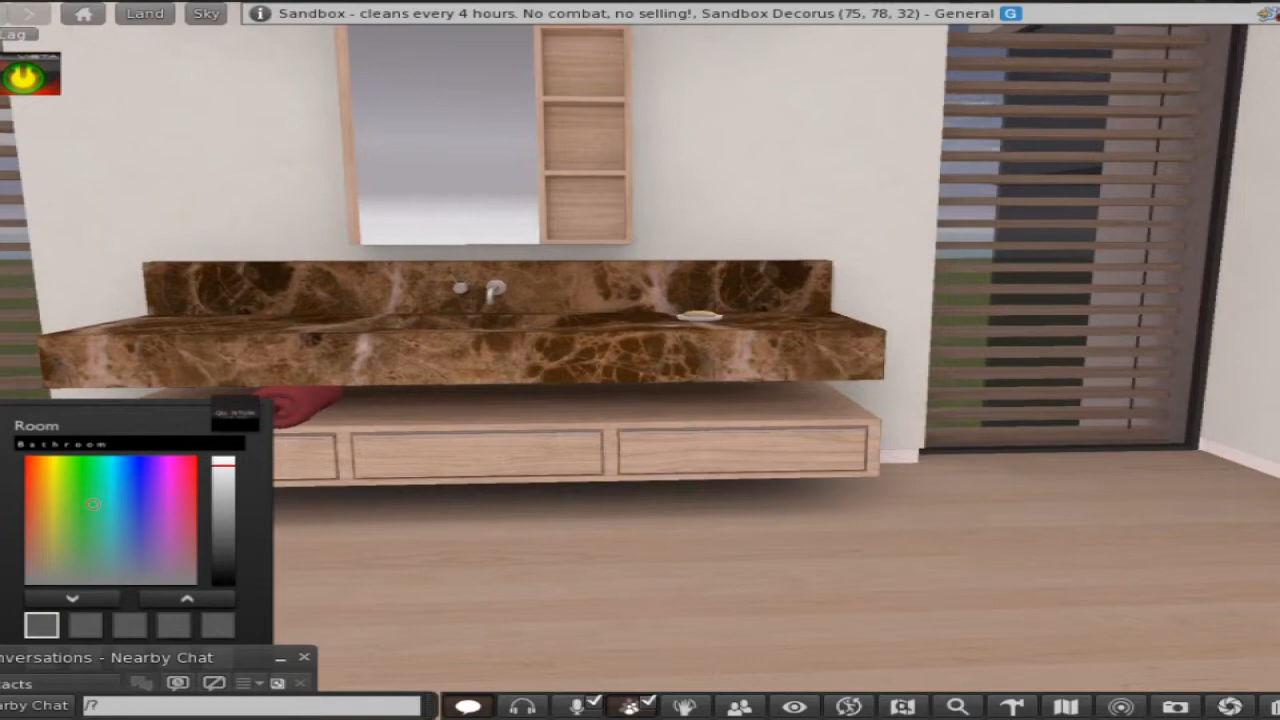 Land
Sky
Sandbox - cleans every 4 hours. No combat, no selling!, Sandbox Decorus (75, 78, 32) - General G
Lag
Room
Bathroom
nversations - Nearby Chat
acts
rby Chat
/?